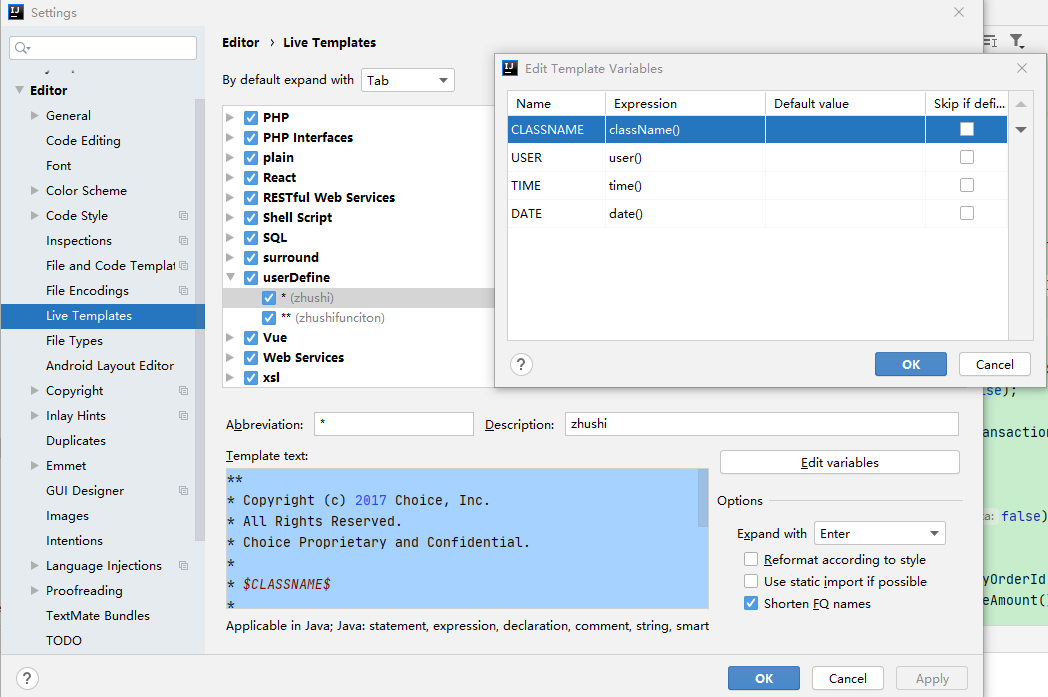 Settings
Editor
General
Code Editing
Font
Color Scheme
Code Style
Inspections
File and Code Templat
File Encodings
Live Templates
File Types
Android Layout Editor
Copyright
Inlay Hints
Duplicates
Emmet
GUI Designer
Images
Intentions
Language Injections
Proofreading
TextMate Bundles
TODO
?
Editor › Live Templates
By default expand with Tab
PHP
PHP Interfaces
plain
React
RESTful Web Services
Shell Script
SQL
surround
userDefine
* (zhushi)
** (zhushifunciton)
Vue
Web Services
xsl
Edit Template Variables
Name Expression Default value Skip if defi...
CLASSNAME className()
USER user()
TIME time()
DATE date()
? OK Cancel
Abbreviation: * Description: zhushi
Template text:
**
* Copyright (c) 2017 Choice, Inc.
* All Rights Reserved.
* Choice Proprietary and Confidential.
*
* $CLASSNAME$
*
Applicable in Java; Java: statement, expression, declaration, comment, string, smart
Edit variables
Options
Expand with Enter
Reformat according to style
Use static import if possible
Shorten FQ names
OK Cancel Apply
lse);
ansaction
ta: false)
yOrderId
eAmount(